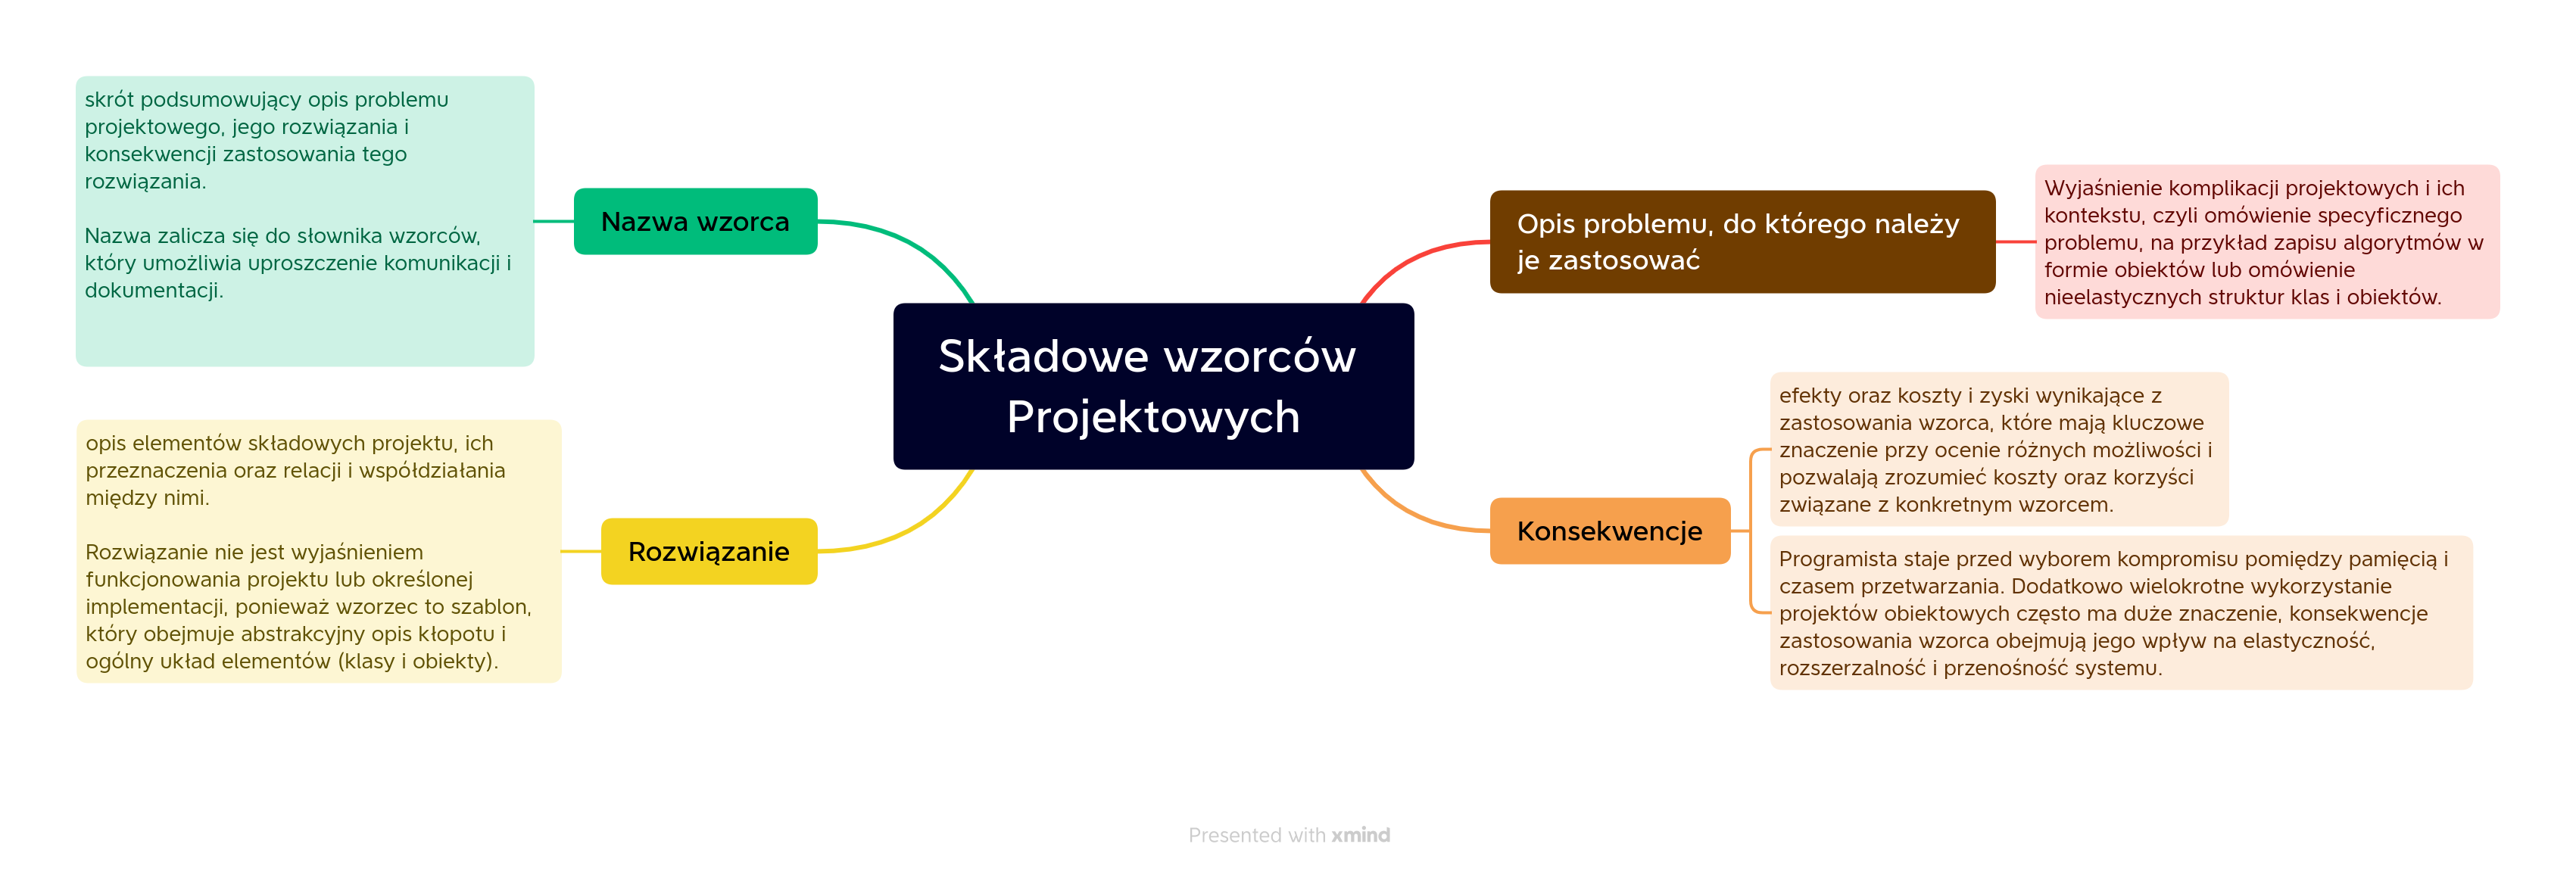 skrót podsumowujący opis problemu
projektowego, jego rozwiązania i
konsekwencji zastosowania tego
rozwiązania.
Nazwa zalicza się do słownika wzorców,
który umożliwia uproszczenie komunikacji i
dokumentacji.
Nazwa wzorca
opis elementów składowych projektu, ich
przeznaczenia oraz relacji i współdziałania
między nimi.
Rozwiązanie nie jest wyjaśnieniem
funkcjonowania projektu lub określonej
implementacji, ponieważ wzorzec to szablon,
który obejmuje abstrakcyjny opis kłopotu i
ogólny układ elementów (klasy i obiekty).
Rozwiązanie
Składowe wzorców
Projektowych
Opis problemu, do którego należy
je zastosować
Wyjaśnienie komplikacji projektowych i ich
kontekstu, czyli omówienie specyficznego
problemu, na przykład zapisu algorytmów w
formie obiektów lub omówienie
nieelastycznych struktur klas i obiektów.
Konsekwencje
efekty oraz koszty i zyski wynikające z
zastosowania wzorca, które mają kluczowe
znaczenie przy ocenie różnych możliwości i
pozwalają zrozumieć koszty oraz korzyści
związane z konkretnym wzorcem.
Programista staje przed wyborem kompromisu pomiędzy pamięcią i
czasem przetwarzania. Dodatkowo wielokrotne wykorzystanie
projektów obiektowych często ma duże znaczenie, konsekwencje
zastosowania wzorca obejmują jego wpływ na elastyczność,
rozszerzalność i przenośność systemu.
Presented with xmind